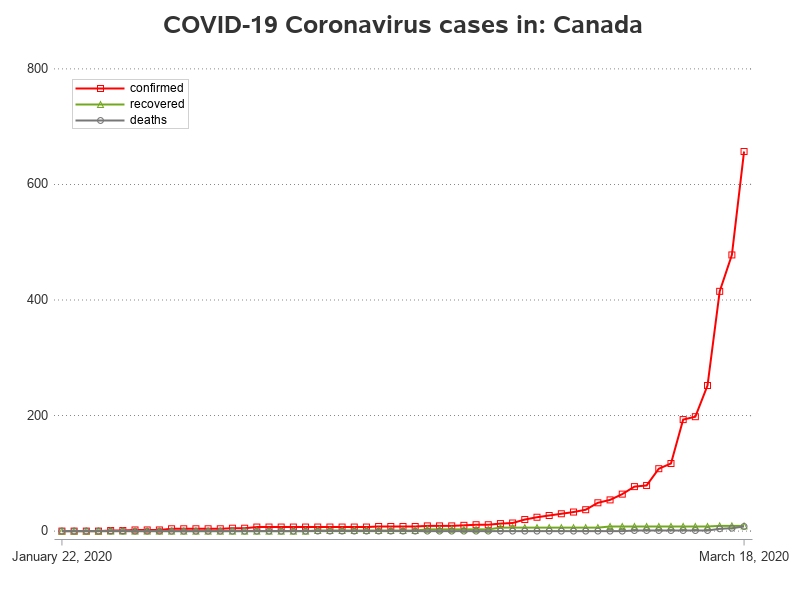 COVID-19 Coronavirus cases in: Canada
800
confirmed
recovered
deaths
600
400
200
0
January 22, 2020
March 18, 2020